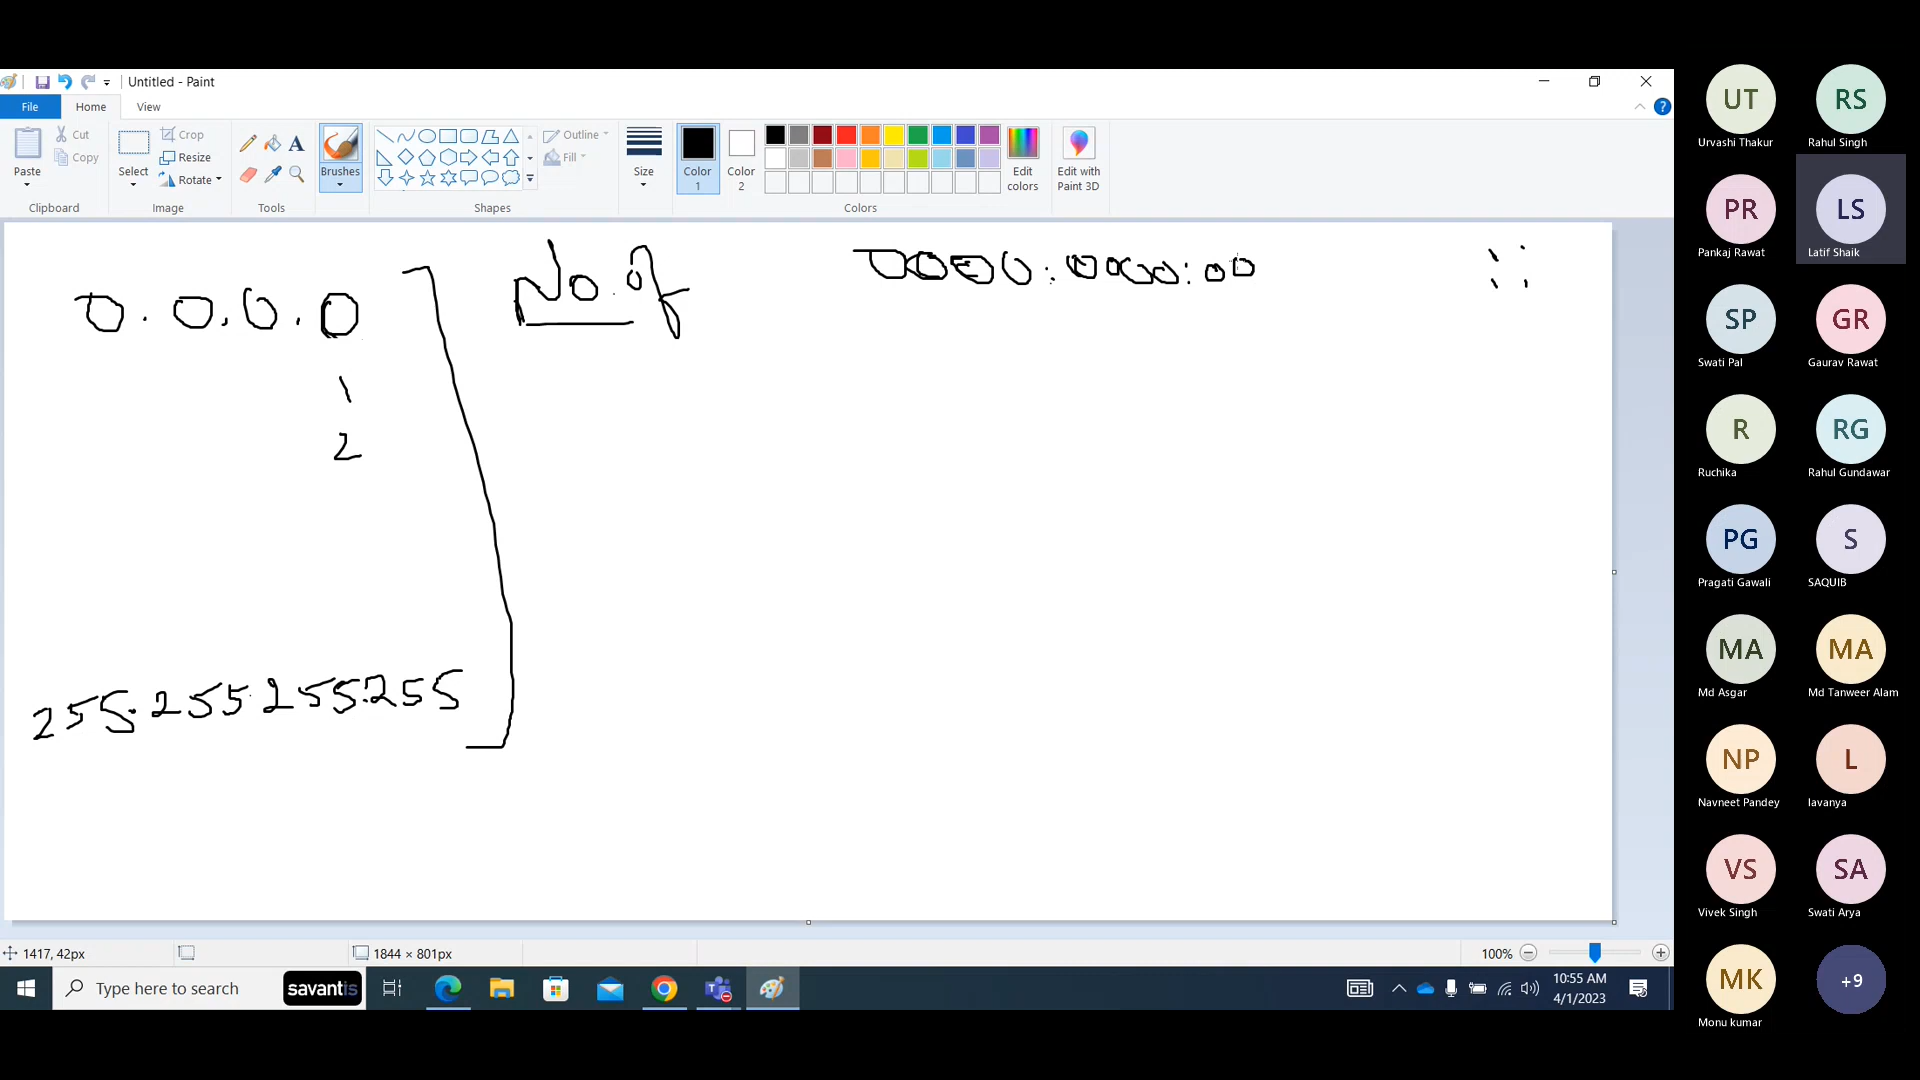 Untitled - Paint
File Home View
Paste Cut Copy Clipboard
Select Crop Resize Rotate Image
Tools
Brushes
Outline Fill Shapes
Size
Color 1
Color 2
Edit colors
Edit with Paint 3D
Colors
0.0.0.0
1
2
255.255.255.255
No. of
0000:0000:00
::
1417, 42px
1844 × 801px
100%
Type here to search
savantis
10:55 AM
4/1/2023
UT RS
Urvashi Thakur Rahul Singh
PR LS
Pankaj Rawat Latif Shaik
SP GR
Swati Pal Gaurav Rawat
R RG
Ruchika Rahul Gundawar
PG S
Pragati Gawali SAQUIB
MA MA
Md Asgar Md Tanweer Alam
NP L
Navneet Pandey lavanya
VS SA
Vivek Singh Swati Arya
MK +9
Monu kumar